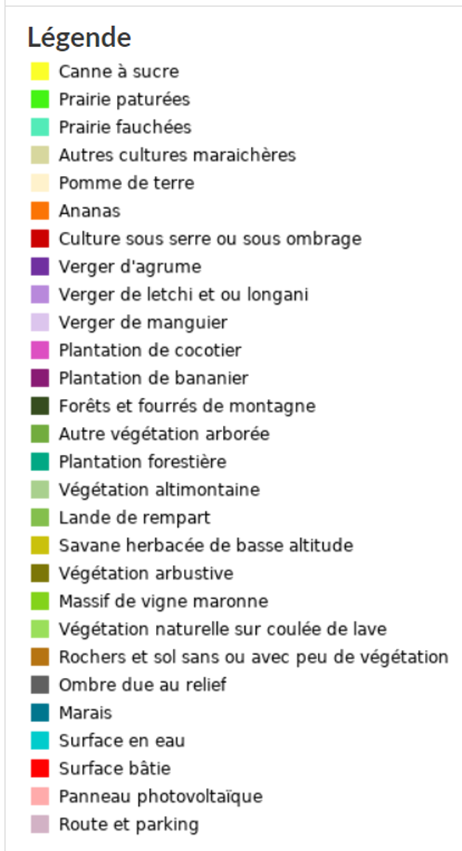 Légende
Canne à sucre
Prairie paturées
Prairie fauchées
Autres cultures maraichères
Pomme de terre
Ananas
Culture sous serre ou sous ombrage
Verger d'agrume
Verger de letchi et ou longani
Verger de manguier
Plantation de cocotier
Plantation de bananier
Forêts et fourrés de montagne
Autre végétation arborée
Plantation forestière
Végétation altimontaine
Lande de rempart
Savane herbacée de basse altitude
Végétation arbustive
Massif de vigne maronne
Végétation naturelle sur coulée de lave
Rochers et sol sans ou avec peu de végétation
Ombre due au relief
Marais
Surface en eau
Surface bâtie
Panneau photovoltaïque
Route et parking